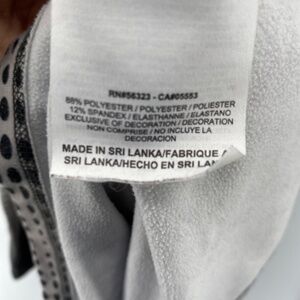 RN#56323 - CA#05553
88% POLYESTER / POLYESTER / POLIESTER
12% SPANDEX / ELASTHANNE / ELASTANO
EXCLUSIVE OF DECORATION / DECORATION
NON COMPRISE / NO INCLUYE LA
DECORACION
MADE IN SRI LANKA/FABRIQUE A
SRI LANKA/HECHO EN SRI